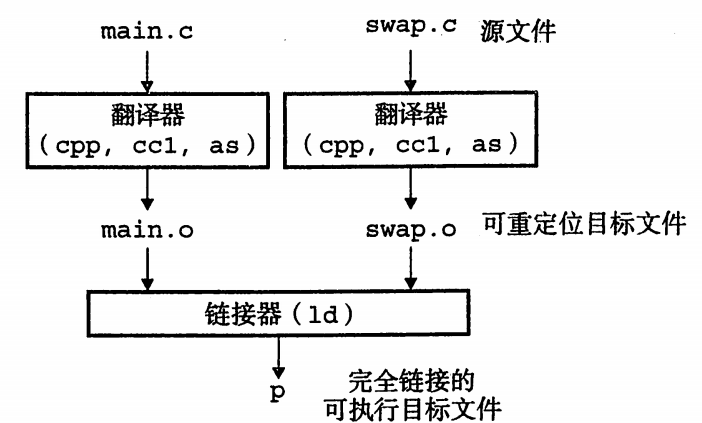 main.c
swap.c
源文件
翻译器
(cpp, cc1, as)
翻译器
(cpp, cc1, as)
main.o
swap.o
可重定位目标文件
链接器(ld)
p
完全链接的
可执行目标文件